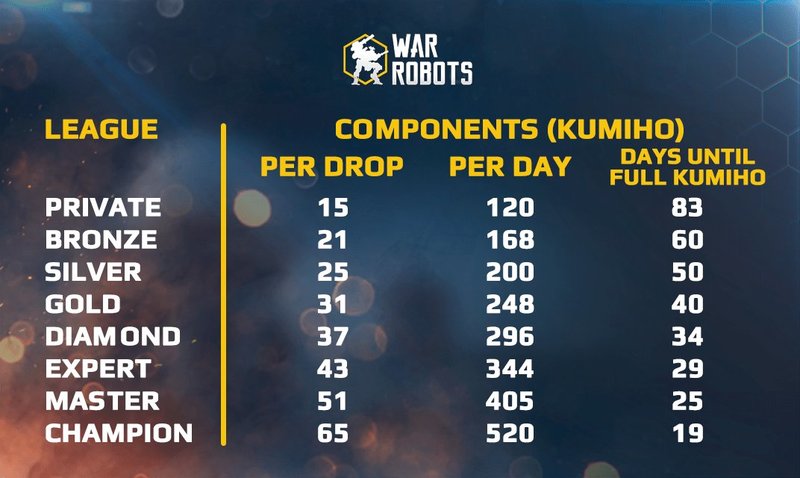 WAR
ROBOTS
LEAGUE COMPONENTS (KUMIHO)
PER DROP PER DAY DAYS UNTIL FULL KUMIHO
PRIVATE 15 120 83
BRONZE 21 168 60
SILVER 25 200 50
GOLD 31 248 40
DIAMOND 37 296 34
EXPERT 43 344 29
MASTER 51 405 25
CHAMPION 65 520 19